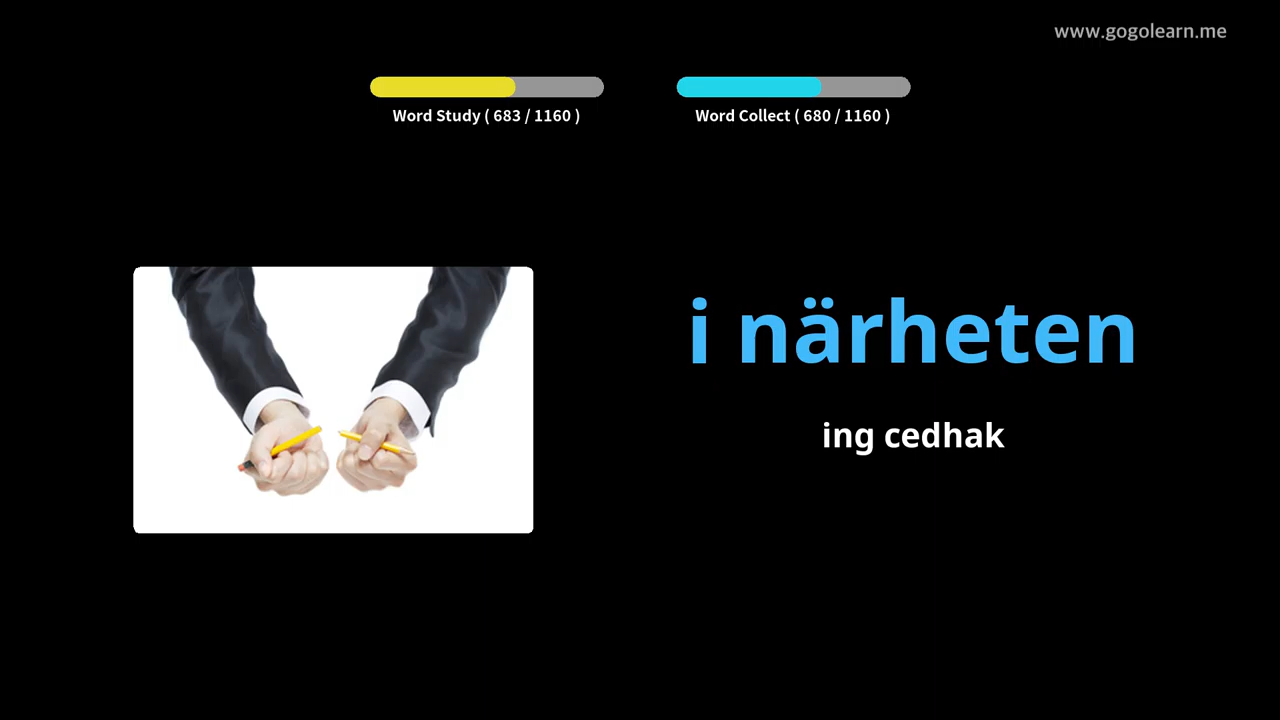 www.gogolearn.me
Word Study ( 683 / 1160 )
Word Collect ( 680 / 1160 )
i närheten
ing cedhak